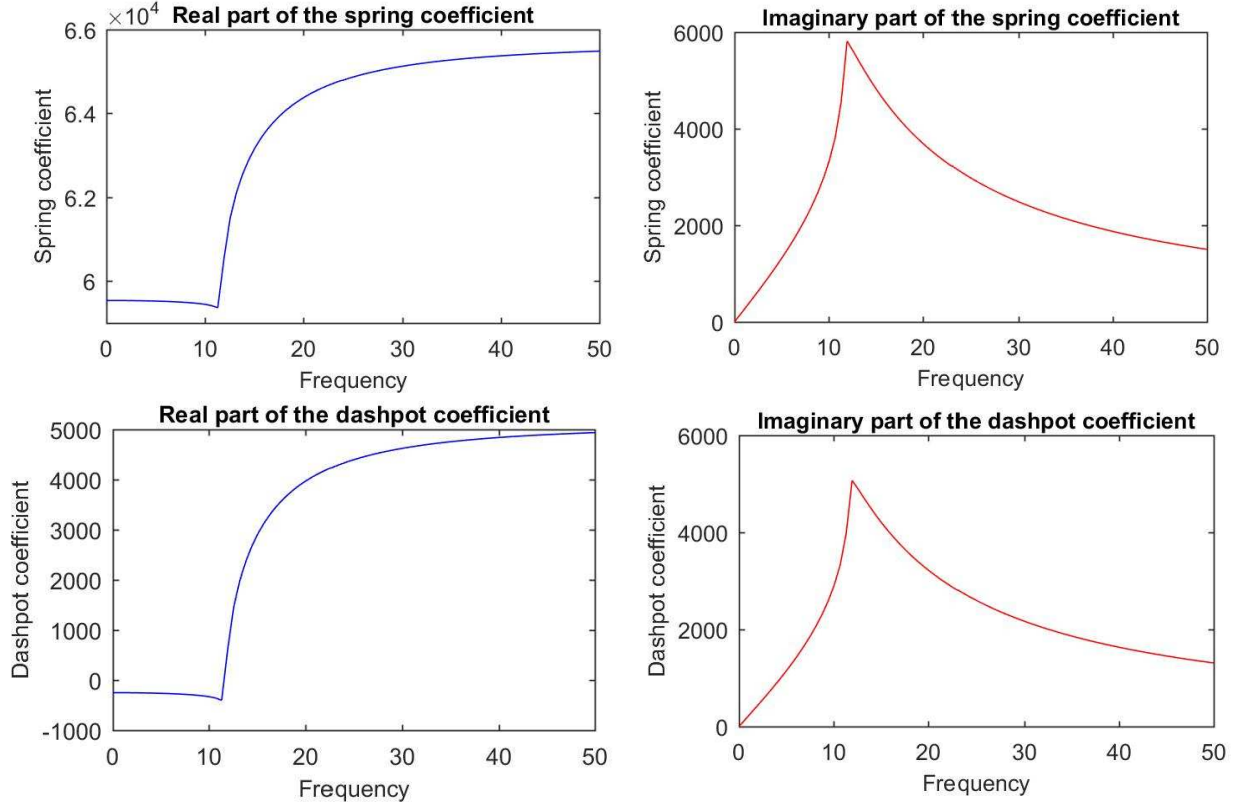 Real part of the spring coefficient
×10⁴
6.6
6.4
6.2
6
Spring coefficient
0 10 20 30 40 50
Frequency
Imaginary part of the spring coefficient
6000
4000
2000
0
Spring coefficient
0 10 20 30 40 50
Frequency
Real part of the dashpot coefficient
5000
4000
3000
2000
1000
0
-1000
Dashpot coefficient
0 10 20 30 40 50
Frequency
Imaginary part of the dashpot coefficient
6000
4000
2000
0
Dashpot coefficient
0 10 20 30 40 50
Frequency